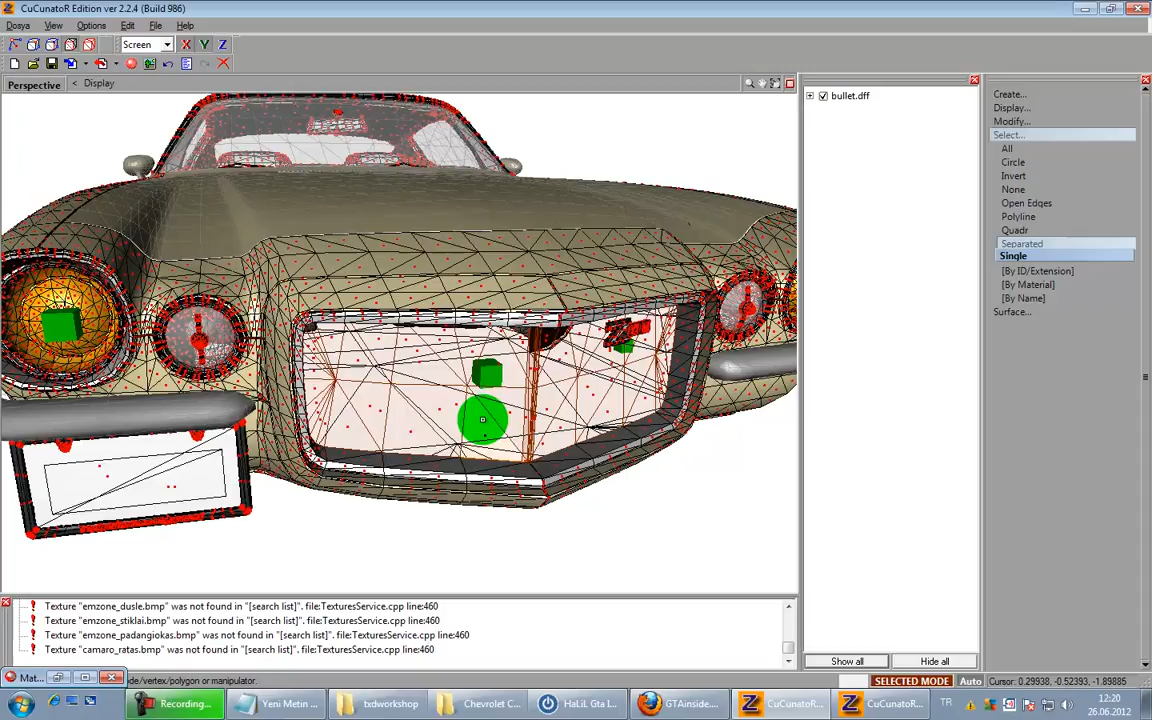 CuCunatoR Edition ver 2.2.4 (Build 986)
Dosya View Options Edit File Help
Screen X Y Z
Perspective < Display
bullet.dff
Create...
Display...
Modify...
Select...
All
Circle
Invert
None
Open Edges
Polyline
Quadr
Separated
Single
[By ID/Extension]
[By Material]
[By Name]
Surface...
Texture "emzone_dusle.bmp" was not found in "[search list]". file:TexturesService.cpp line:460
Texture "emzone_stiklai.bmp" was not found in "[search list]". file:TexturesService.cpp line:460
Texture "emzone_padangiokas.bmp" was not found in "[search list]". file:TexturesService.cpp line:460
Texture "camaro_ratas.bmp" was not found in "[search list]". file:TexturesService.cpp line:460
Show all Hide all
Mat... de/vertex/polygon or manipulator. SELECTED MODE Auto Cursor: 0.29938, -0.52393, -1.89885
Recording... Yeni Metin ... txdworkshop Chevrolet C... HaLiL Gta I... GTAinside... CuCunatoR... CuCunatoR... TR
12:20
26.06.2012